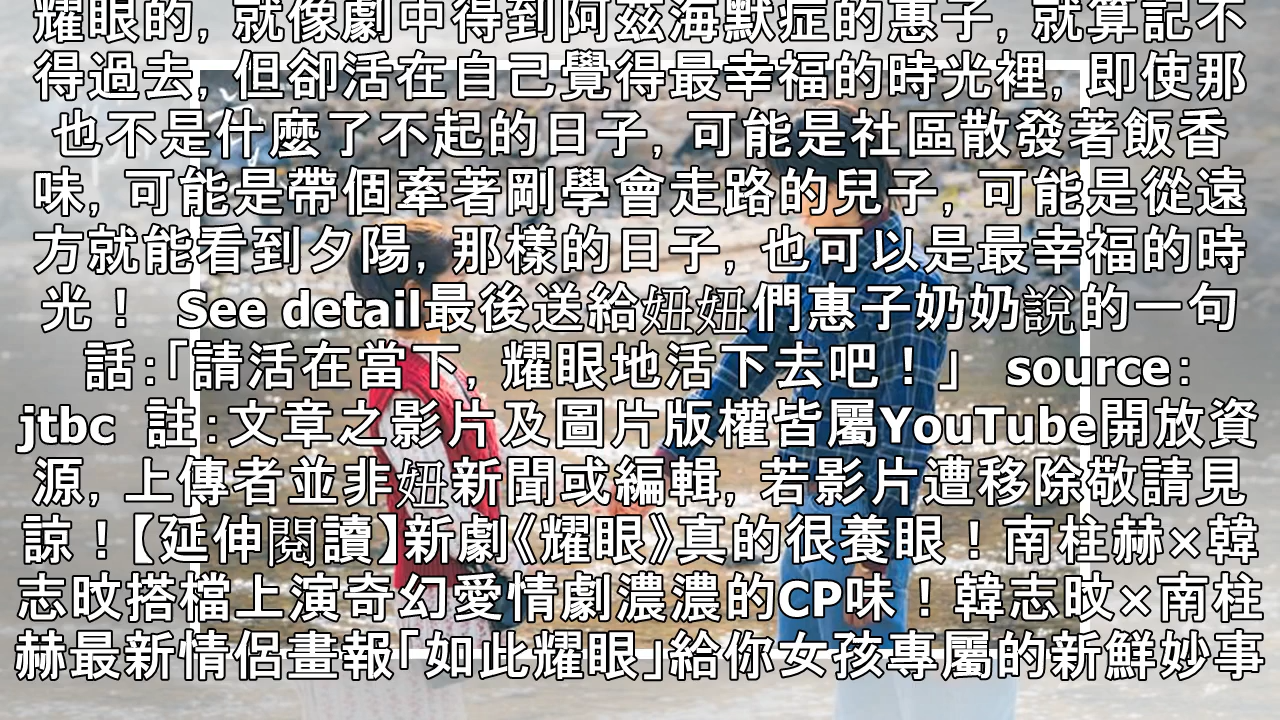 耀眼的, 就像劇中得到阿茲海默症的惠子, 就算記不
得過去, 但卻活在自己覺得最幸福的時光裡, 即使那
也不是什麼了不起的日子, 可能是社區散發著飯香
味, 可能是帶個牽著剛學會走路的兒子, 可能是從遠
方就能看到夕陽, 那樣的日子, 也可以是最幸福的時
光！ See detail最後送給妞妞們惠子奶奶說的一句
話:「請活在當下, 耀眼地活下去吧！」 source:
jtbc 註:文章之影片及圖片版權皆屬YouTube開放資
源, 上傳者並非妞新聞或編輯, 若影片遭移除敬請見
諒！【延伸閱讀】新劇《耀眼》真的很養眼！南柱赫×韓
志旼搭檔上演奇幻愛情劇濃濃的CP味！韓志旼×南柱
赫最新情侶畫報「如此耀眼」給你女孩專屬的新鮮妙事